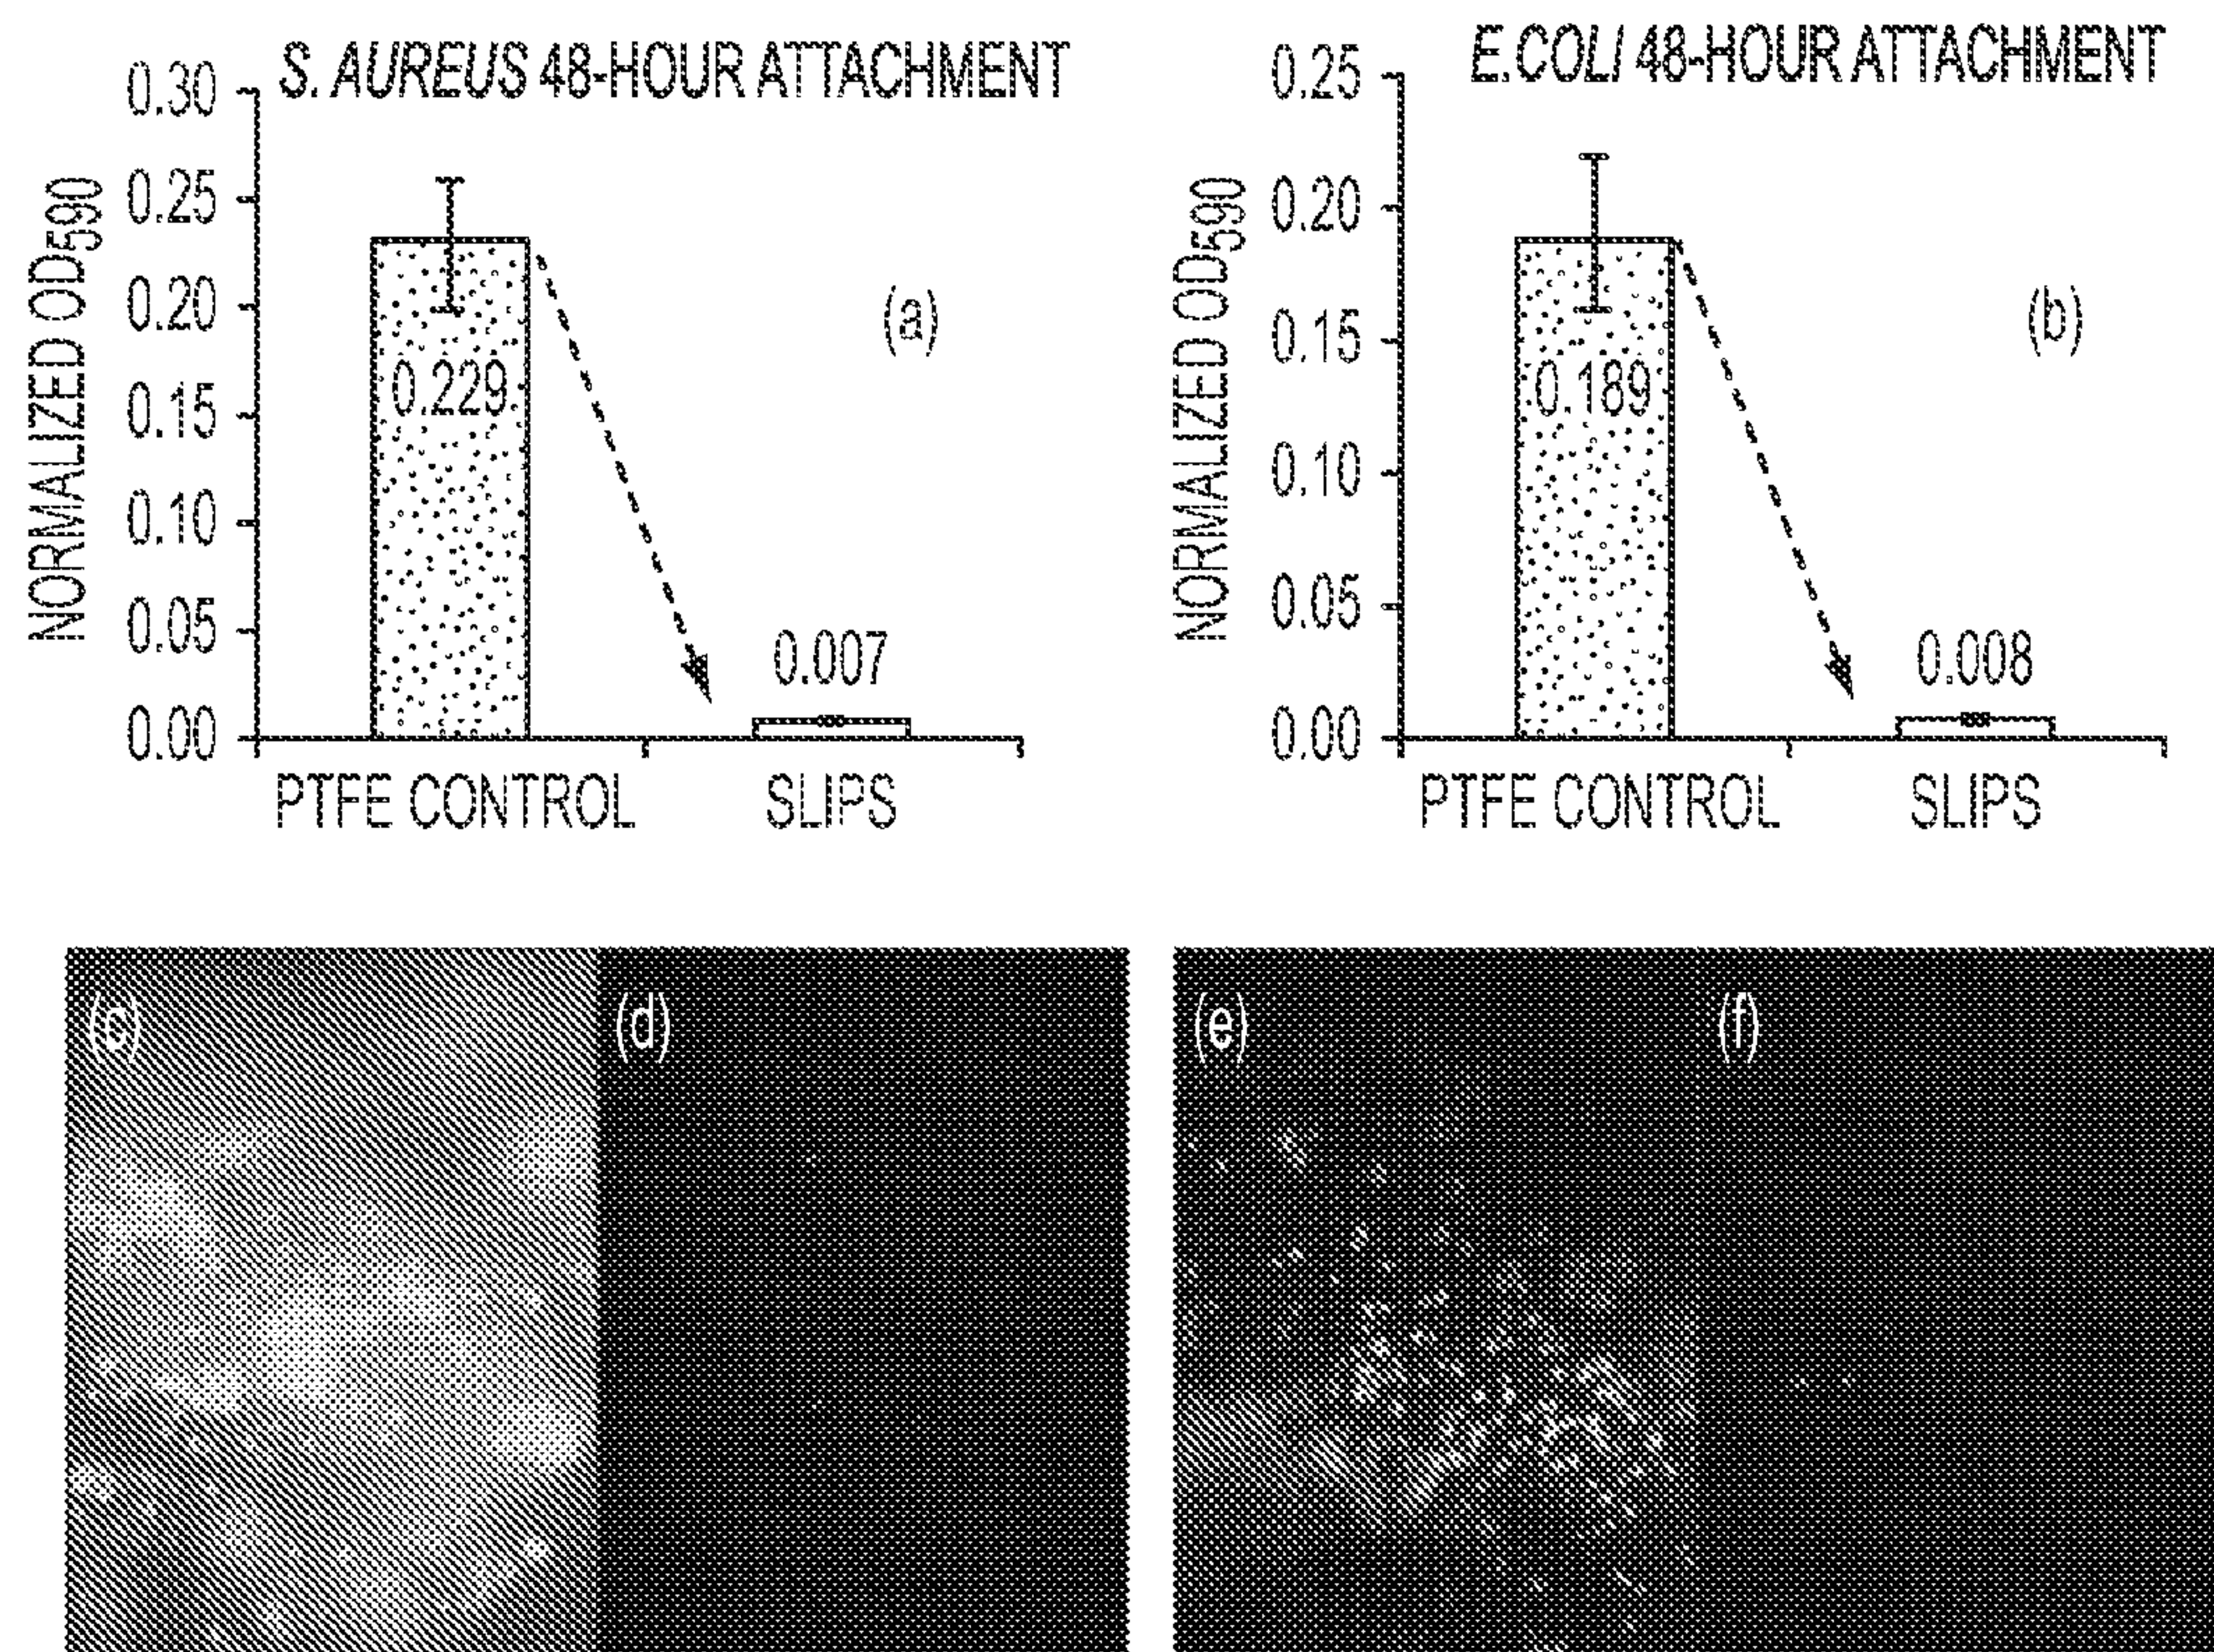 S. AUREUS 48-HOUR ATTACHMENT
NORMALIZED OD590
0.30
0.25
0.20
0.15
0.10
0.05
0.00
0.229
0.007
(a)
PTFE CONTROL
SLIPS
E.COLI 48-HOUR ATTACHMENT
NORMALIZED OD590
0.25
0.20
0.15
0.10
0.05
0.00
0.189
0.008
(b)
PTFE CONTROL
SLIPS
(c)
(d)
(e)
(f)